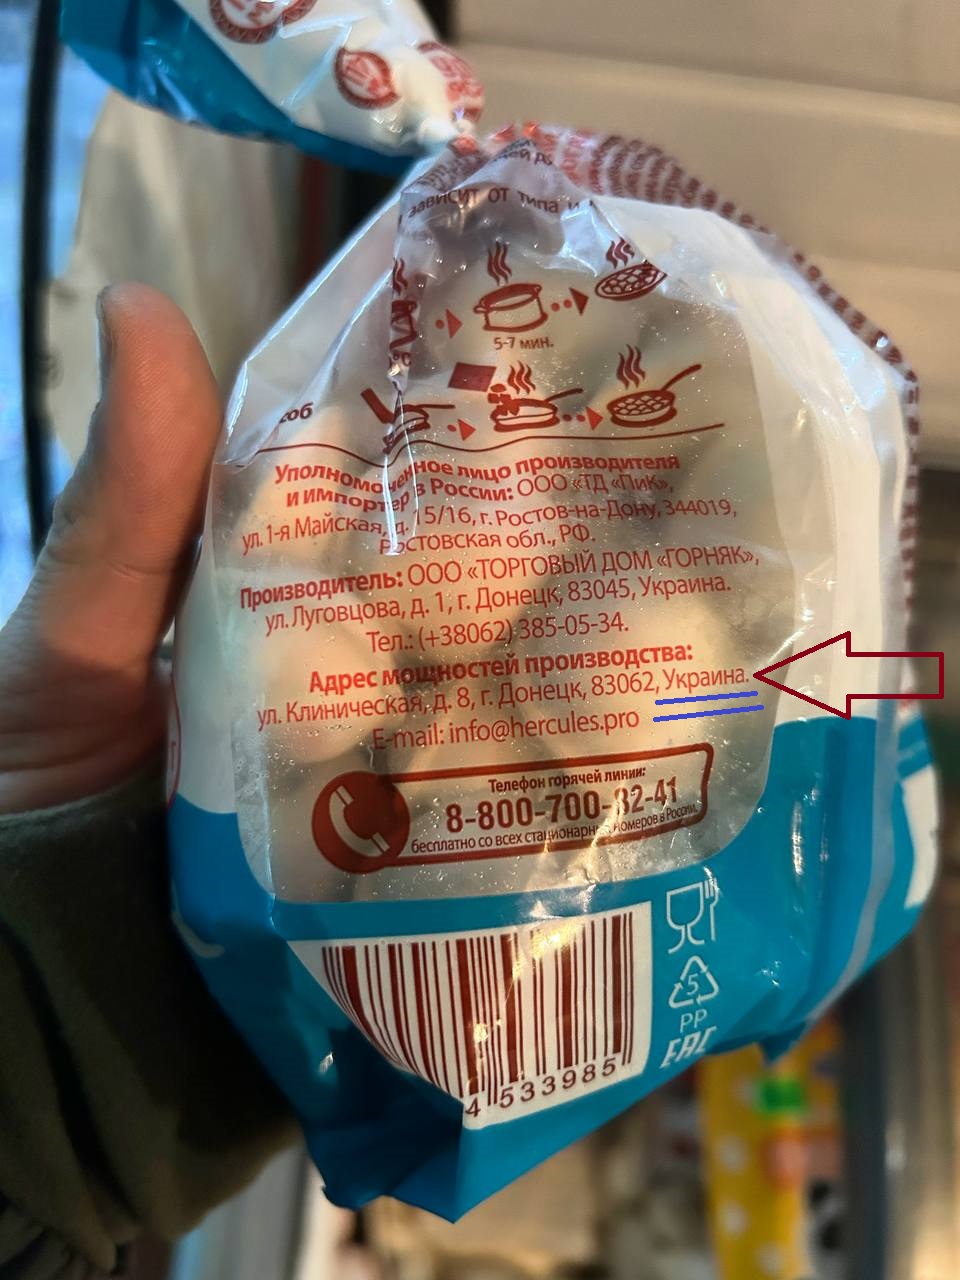 зависит от типа и
5-7 мин.
°C
соб
Уполномоченное лицо производителя
и импортер в России: ООО «ТД «ПиК»,
ул. 1-я Майская, д. 15/16, г. Ростов-на-Дону, 344019,
Ростовская обл., РФ.
Производитель: ООО «ТОРГОВЫЙ ДОМ «ГОРНЯК»,
ул. Луговцова, д. 1, г. Донецк, 83045, Украина.
Тел.: (+38062) 385-05-34.
Адрес мощностей производства:
ул. Клиническая, д. 8, г. Донецк, 83062, Украина.
E-mail: info@hercules.pro
Телефон горячей линии:
8-800-700-82-41
бесплатно со всех стационарных номеров в России.
5
PP
EAC
4 533985